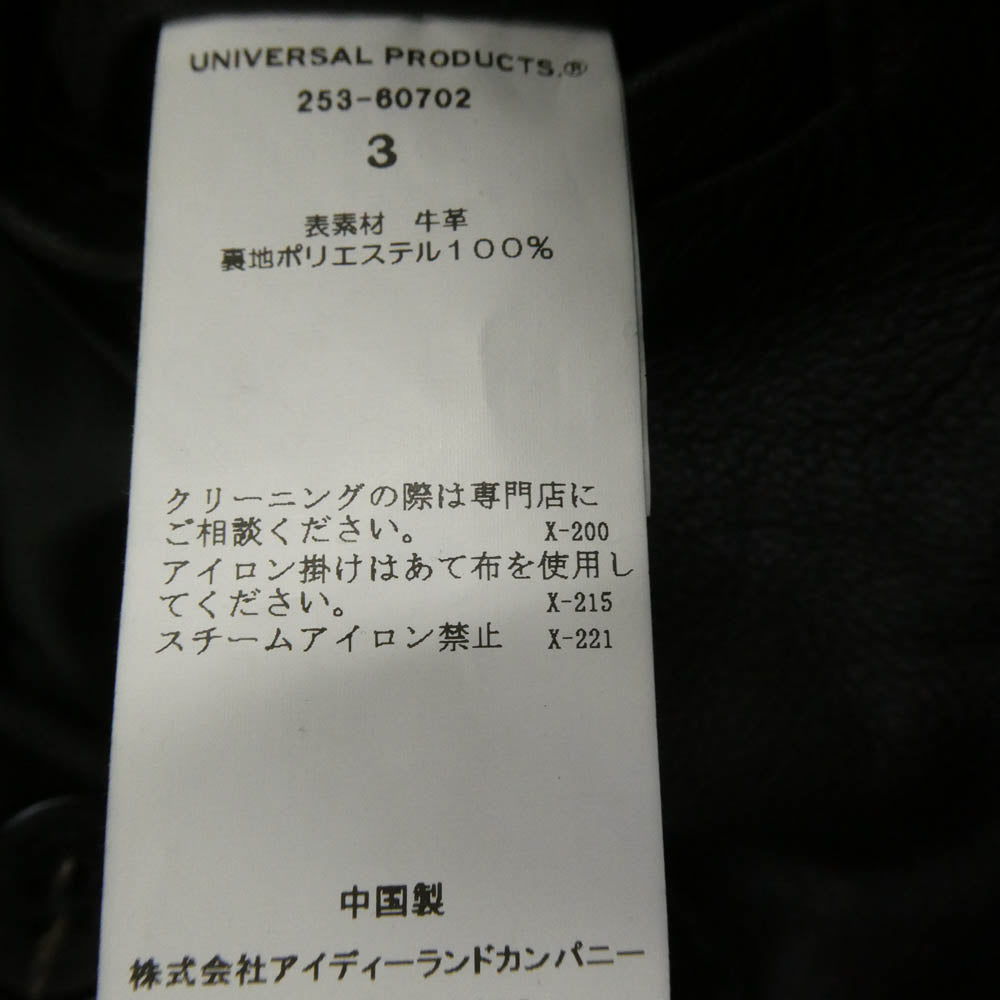 UNIVERSAL PRODUCTS.®
253-60702
3
表素材 牛革
裏地ポリエステル100%
クリーニングの際は専門店に
ご相談ください。 X-200
アイロン掛けはあて布を使用し
てください。 X-215
スチームアイロン禁止 X-221
中国製
株式会社アイディーランドカンパニー